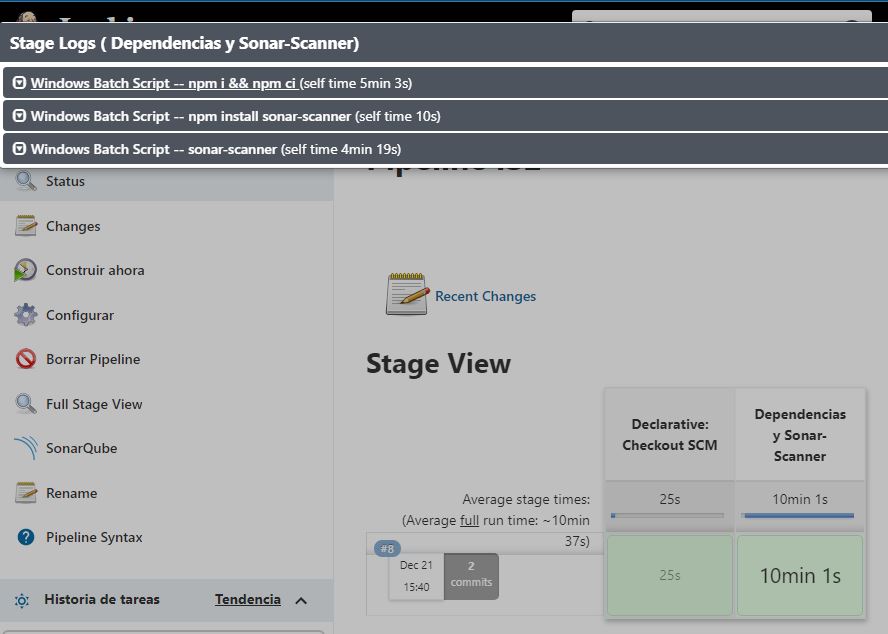 Stage Logs ( Dependencias y Sonar-Scanner)
Windows Batch Script -- npm i && npm ci (self time 5min 3s)
Windows Batch Script -- npm install sonar-scanner (self time 10s)
Windows Batch Script -- sonar-scanner (self time 4min 19s)
Status
Changes
Construir ahora
Configurar
Borrar Pipeline
Full Stage View
SonarQube
Rename
Pipeline Syntax
Historia de tareas
Tendencia
Recent Changes
Stage View
Declarative:
Checkout SCM
Dependencias
y Sonar-
Scanner
Average stage times:
(Average full run time: ~10min
37s)
25s
10min 1s
#8
Dec 21
15:40
2
commits
25s
10min 1s